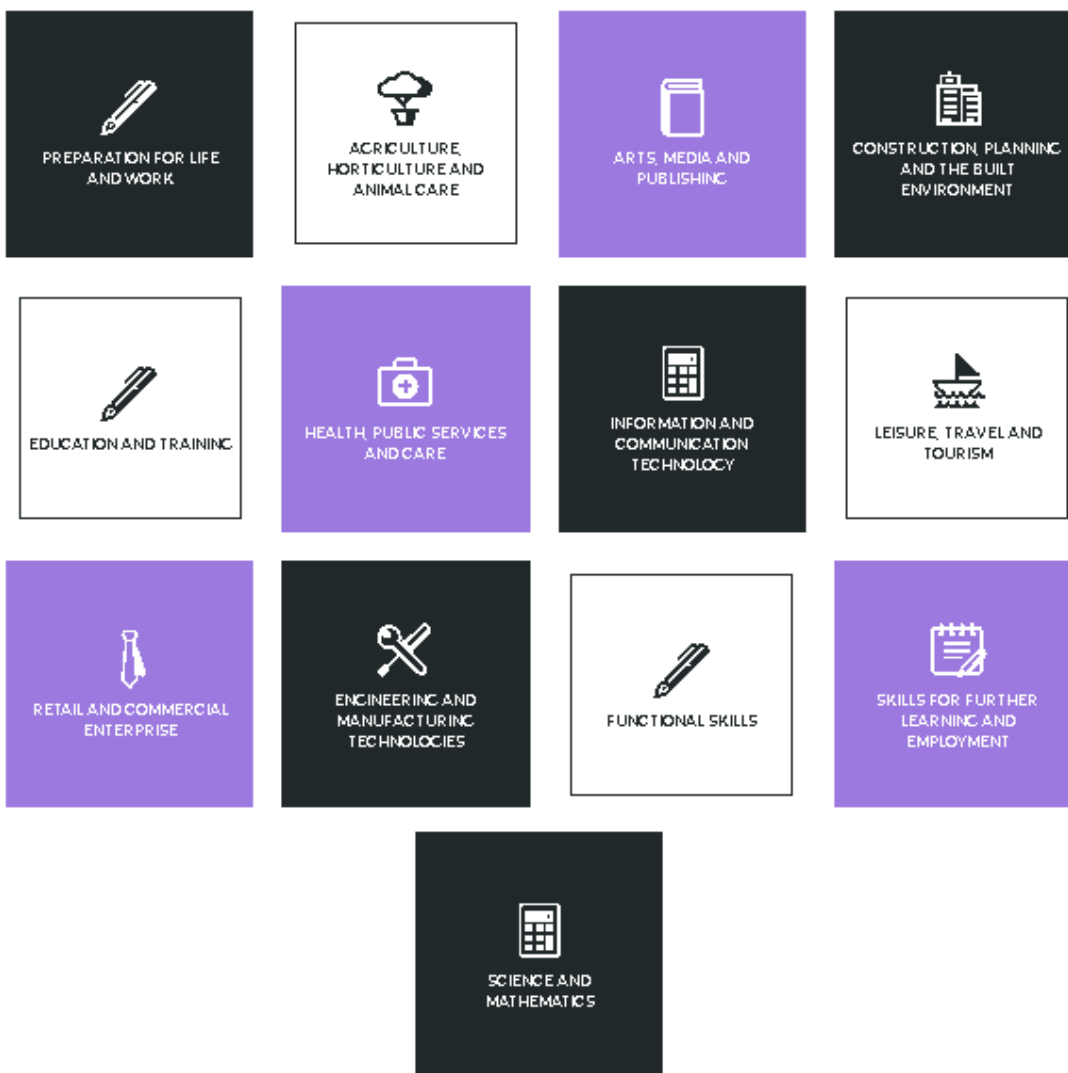 PREPARATION FOR LIFE
AND WORK
AGRICULTURE,
HORTICULTURE AND
ANIMAL CARE
ARTS, MEDIA AND
PUBLISHING
CONSTRUCTION, PLANNING
AND THE BUILT
ENVIRONMENT
EDUCATION AND TRAINING
HEALTH, PUBLIC SERVICES
AND CARE
INFORMATION AND
COMMUNICATION
TECHNOLOGY
LEISURE, TRAVEL AND
TOURISM
RETAIL AND COMMERCIAL
ENTERPRISE
ENGINEERING AND
MANUFACTURING
TECHNOLOGIES
FUNCTIONAL SKILLS
SKILLS FOR FURTHER
LEARNING AND
EMPLOYMENT
SCIENCE AND
MATHEMATICS